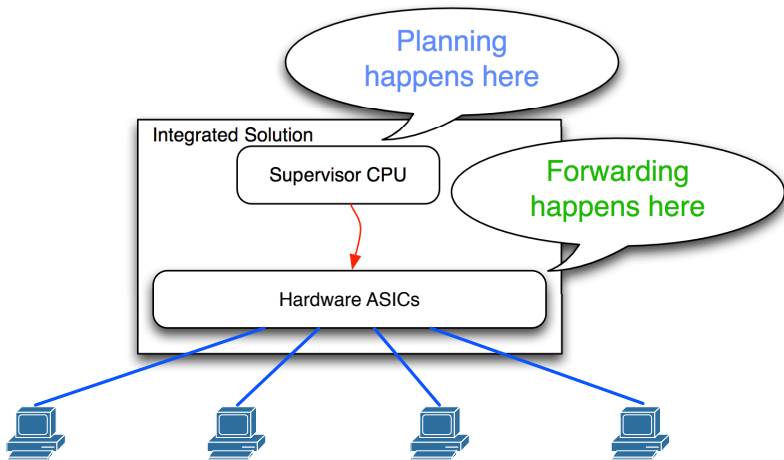 Planning
happens here
Integrated Solution
Supervisor CPU
Forwarding
happens here
Hardware ASICs